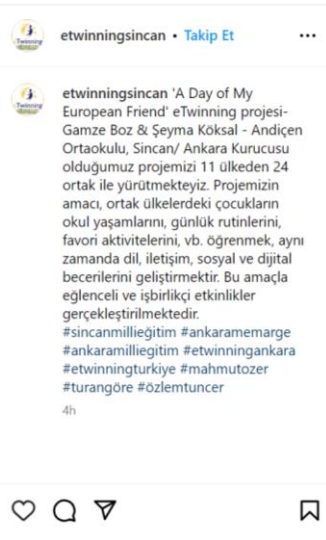 etwinningsincan • Takip Et
etwinningsincan 'A Day of My
European Friend' eTwinning projesi-
Gamze Boz & Şeyma Köksal - Andiçen
Ortaokulu, Sincan/ Ankara Kurucusu
olduğumuz projemizi 11 ülkeden 24
ortak ile yürütmekteyiz. Projemizin
amacı, ortak ülkelerdeki çocukların
okul yaşamlarını, günlük rutinlerini,
favori aktivitelerini, vb. öğrenmek, aynı
zamanda dil, iletişim, sosyal ve dijital
becerilerini geliştirmektir. Bu amaçla
eğlenceli ve işbirlikçi etkinlikler
gerçekleştirilmektedir.
#sincanmillieğitim #ankaramemarge
#ankaramilliegitim #etwinningankara
#etwinningturkiye #mahmutozer
#turangöre #özlemtuncer
4h